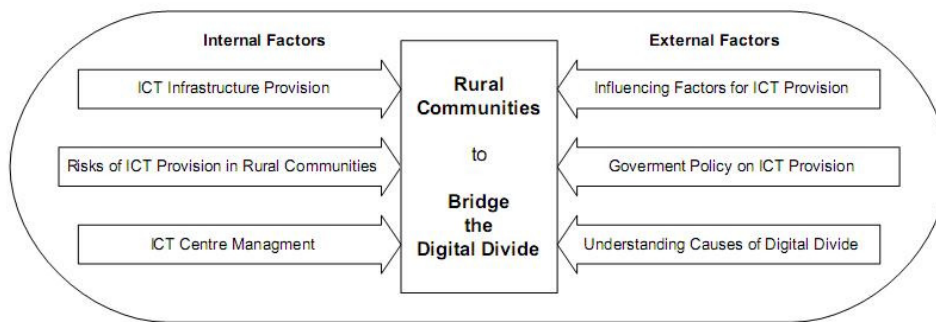 Internal Factors
ICT Infrastructure Provision
Risks of ICT Provision in Rural Communities
ICT Centre Managment
Rural
Communities
to
Bridge
the
Digital Divide
External Factors
Influencing Factors for ICT Provision
Goverment Policy on ICT Provision
Understanding Causes of Digital Divide